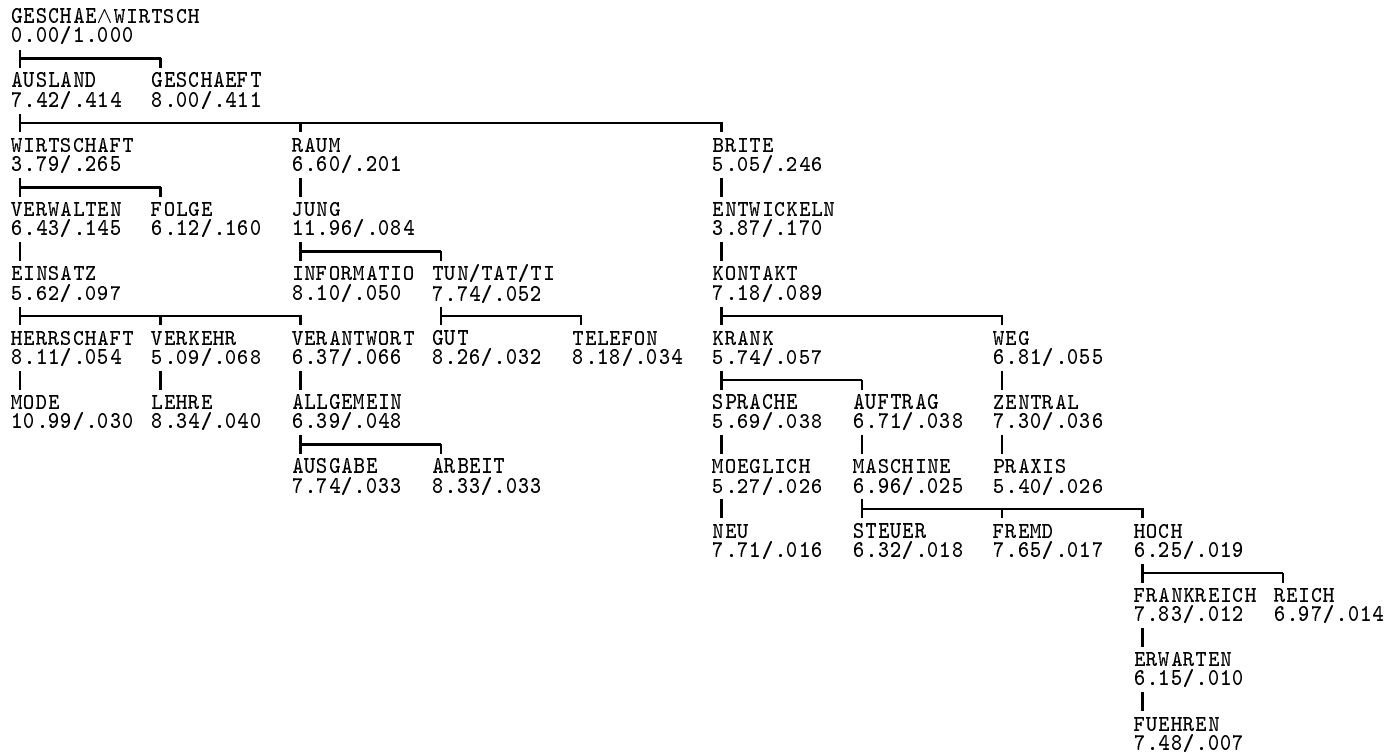 GESCHAE∧WIRTSCH
0.00/1.000
AUSLAND GESCHAEFT
7.42/.414 8.00/.411
WIRTSCHAFT RAUM BRITE
3.79/.265 6.60/.201 5.05/.246
VERWALTEN FOLGE JUNG ENTWICKELN
6.43/.145 6.12/.160 11.96/.084 3.87/.170
EINSATZ INFORMATIO TUN/TAT/TI KONTAKT
5.62/.097 8.10/.050 7.74/.052 7.18/.089
HERRSCHAFT VERKEHR VERANTWORT GUT TELEFON KRANK WEG
8.11/.054 5.09/.068 6.37/.066 8.26/.032 8.18/.034 5.74/.057 6.81/.055
MODE LEHRE ALLGEMEIN SPRACHE AUFTRAG ZENTRAL
10.99/.030 8.34/.040 6.39/.048 5.69/.038 6.71/.038 7.30/.036
AUSGABE ARBEIT MOEGLICH MASCHINE PRAXIS
7.74/.033 8.33/.033 5.27/.026 6.96/.025 5.40/.026
NEU STEUER FREMD HOCH
7.71/.016 6.32/.018 7.65/.017 6.25/.019
FRANKREICH REICH
7.83/.012 6.97/.014
ERWARTEN
6.15/.010
FUEHREN
7.48/.007